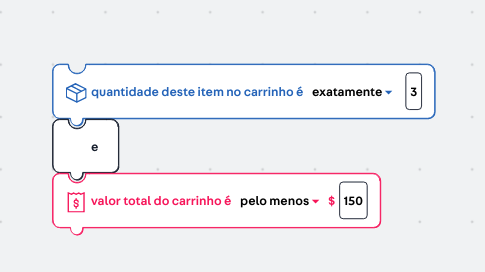 quantidade deste item no carrinho é exatamente 3
e
valor total do carrinho é pelo menos $ 150